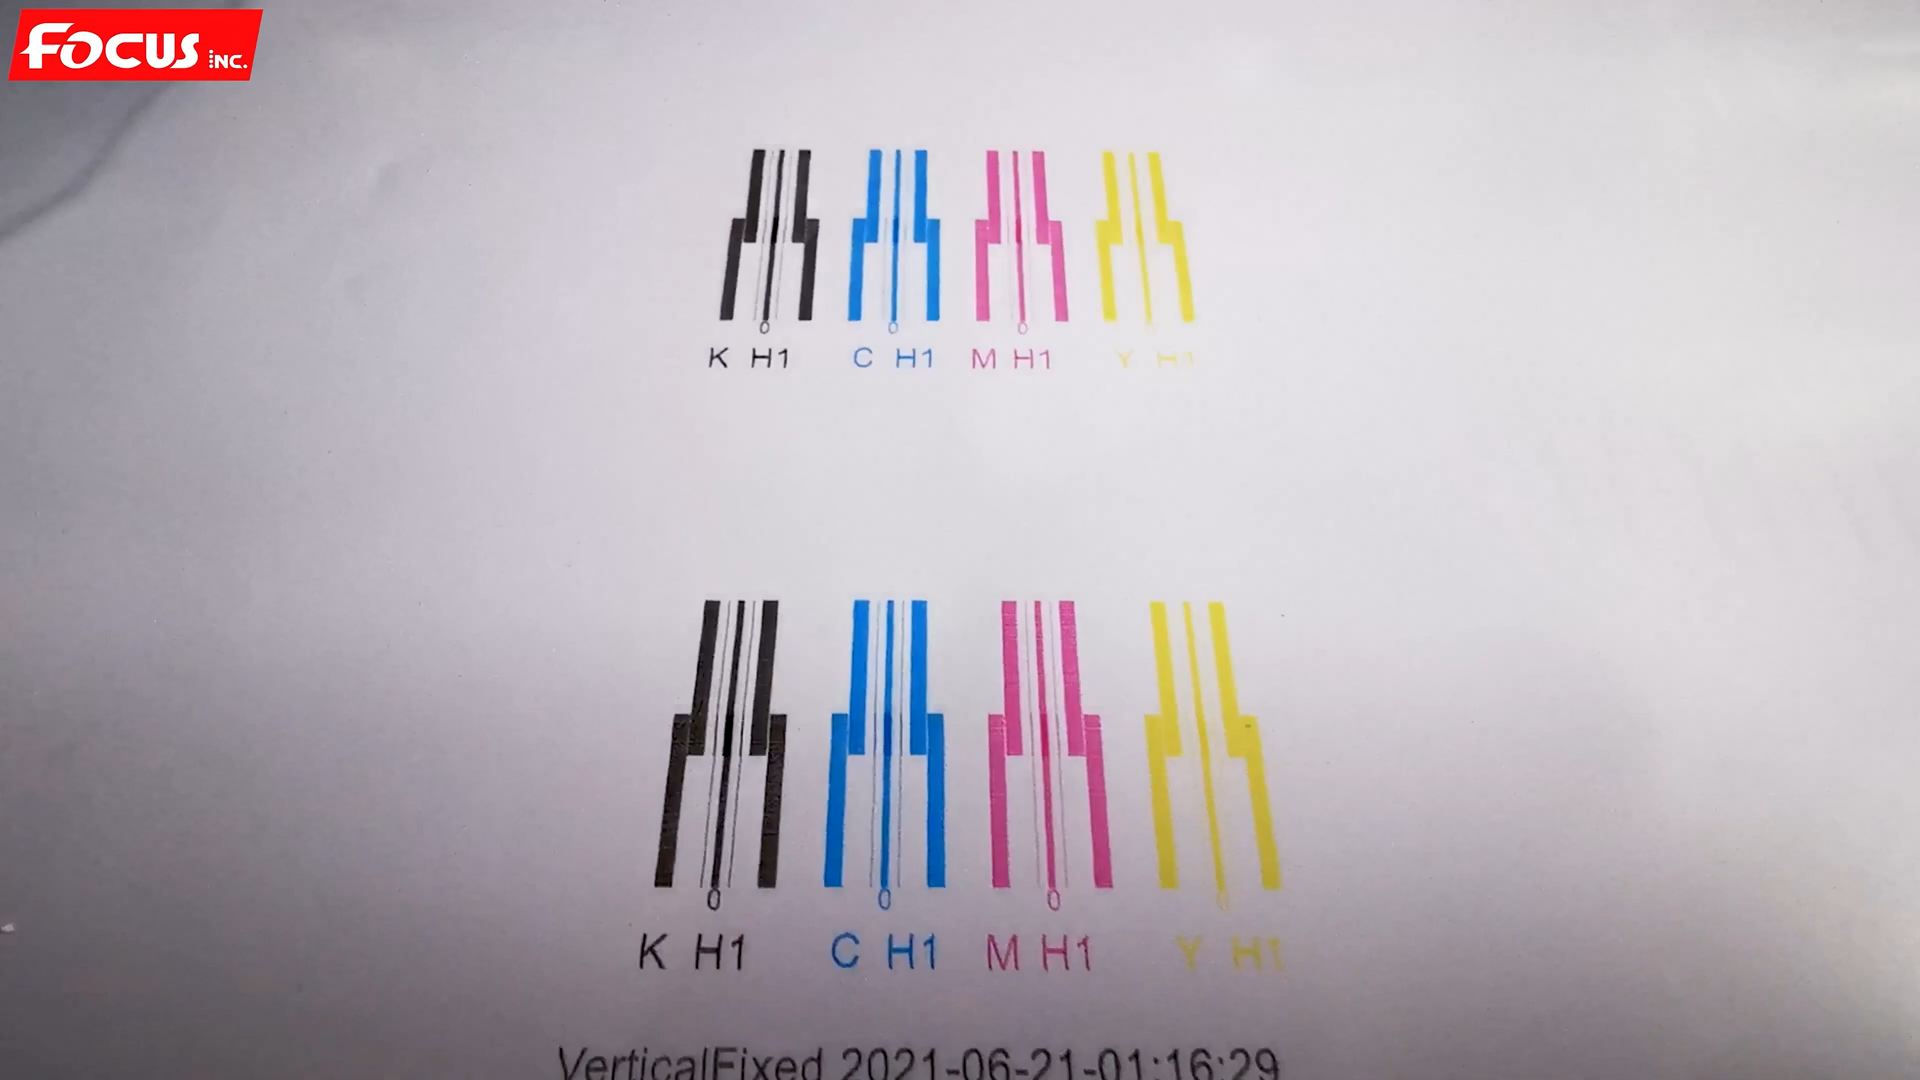 FOCUS INC.
0 0 0
K H1 C H1 M H1 Y H1
0 0 0 0
K H1 C H1 M H1 Y H1
VerticalFixed 2021-06-21-01:16:29